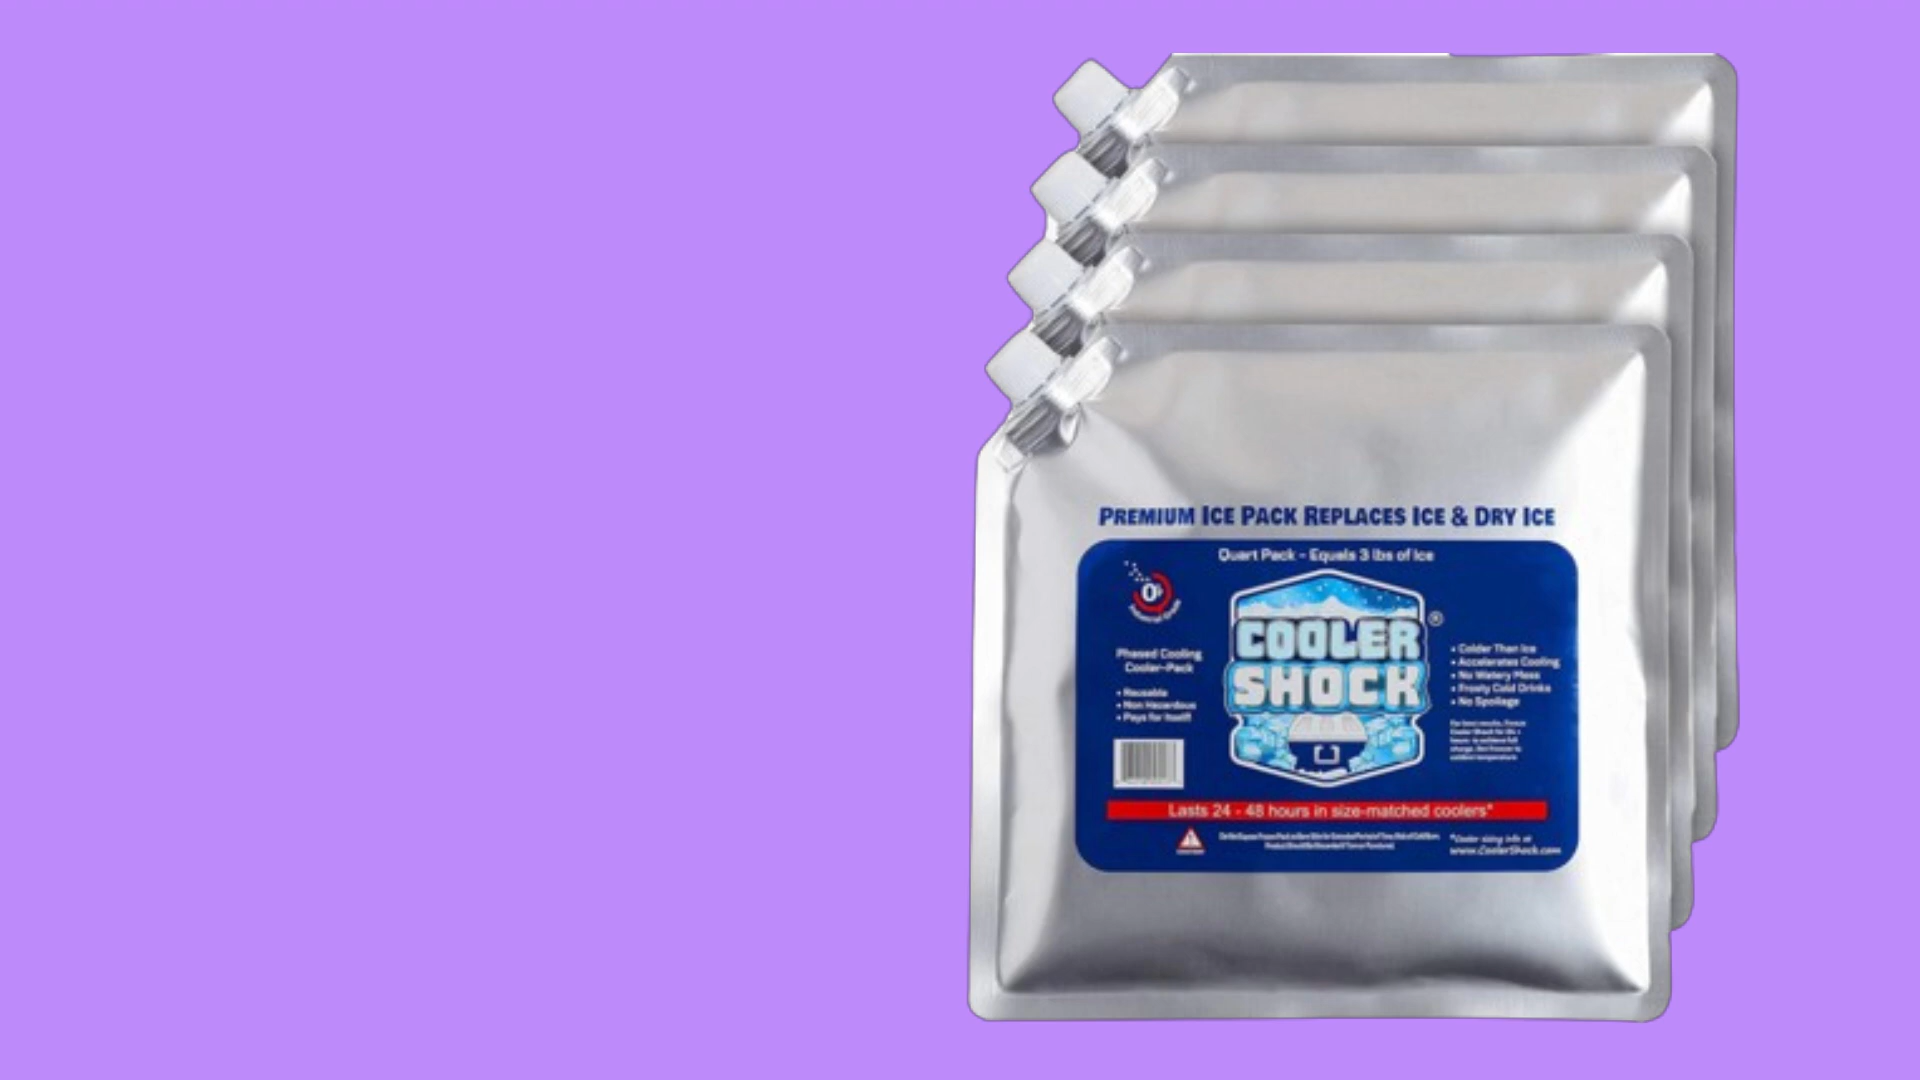 PREMIUM ICE PACK REPLACES ICE & DRY ICE
Quart Pack - Equals 3 lbs of Ice
0°
COOLER
SHOCK
®
Phased Cooling
Cooler-Pack
• Reusable
• Non Hazardous
• Pays for itself!
• Colder Than Ice
• Accelerates Cooling
• No Watery Mess
• Frosty Cold Drinks
• No Spoilage
Lasts 24 - 48 hours in size-matched coolers*
*Cooler sizing info at
www.CoolerShock.com